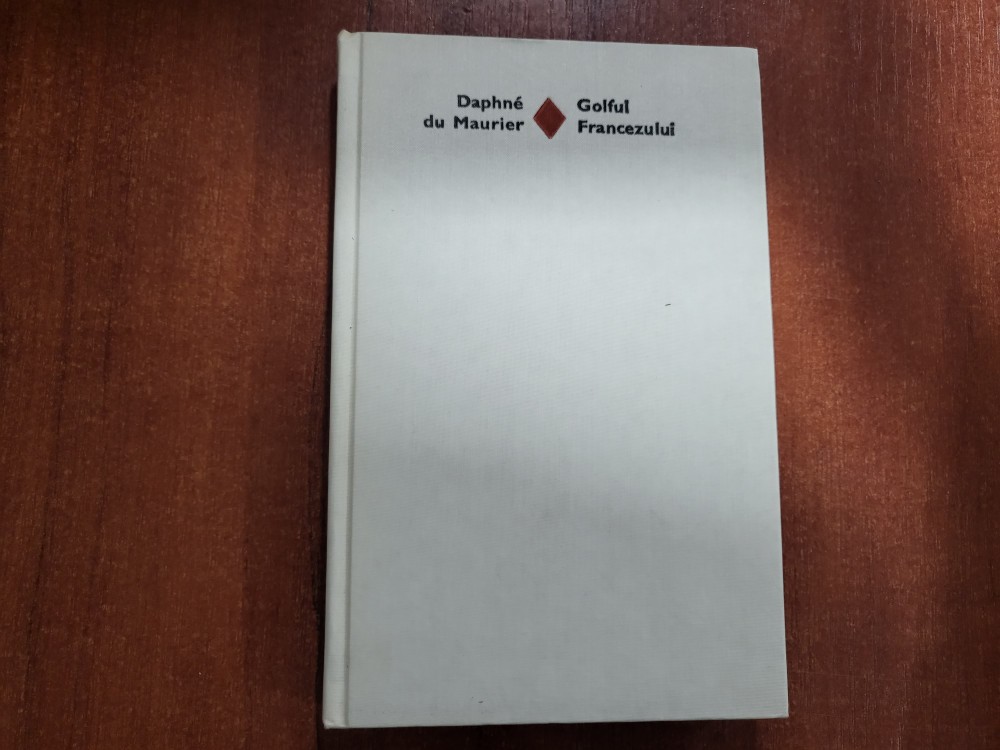 Daphné
du Maurier
Golful
Francezului